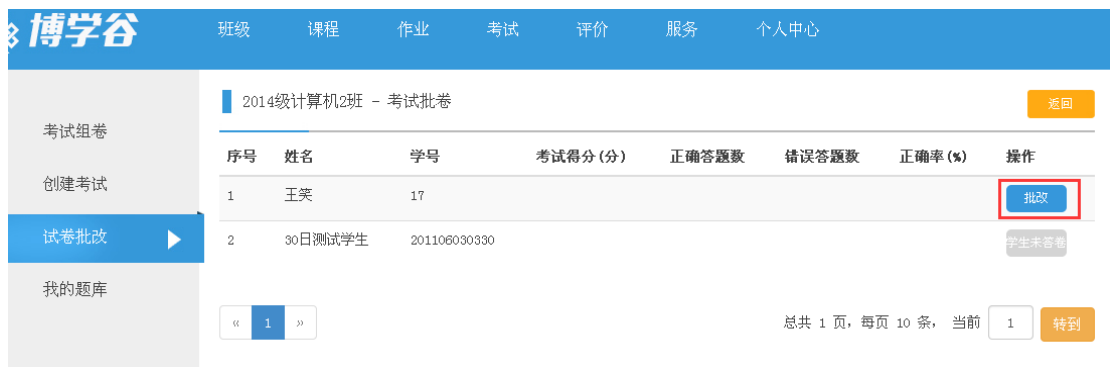 博学谷 班级 课程 作业 考试 评价 服务 个人中心
2014级计算机2班 - 考试批卷 返回
考试组卷
创建考试
试卷批改
我的题库
序号 姓名 学号 考试得分(分) 正确答题数 错误答题数 正确率(%) 操作
1 王笑 17 批改
2 30日测试学生 201106030330 学生未答卷
« 1 » 总共 1 页，每页 10 条， 当前 1 转到